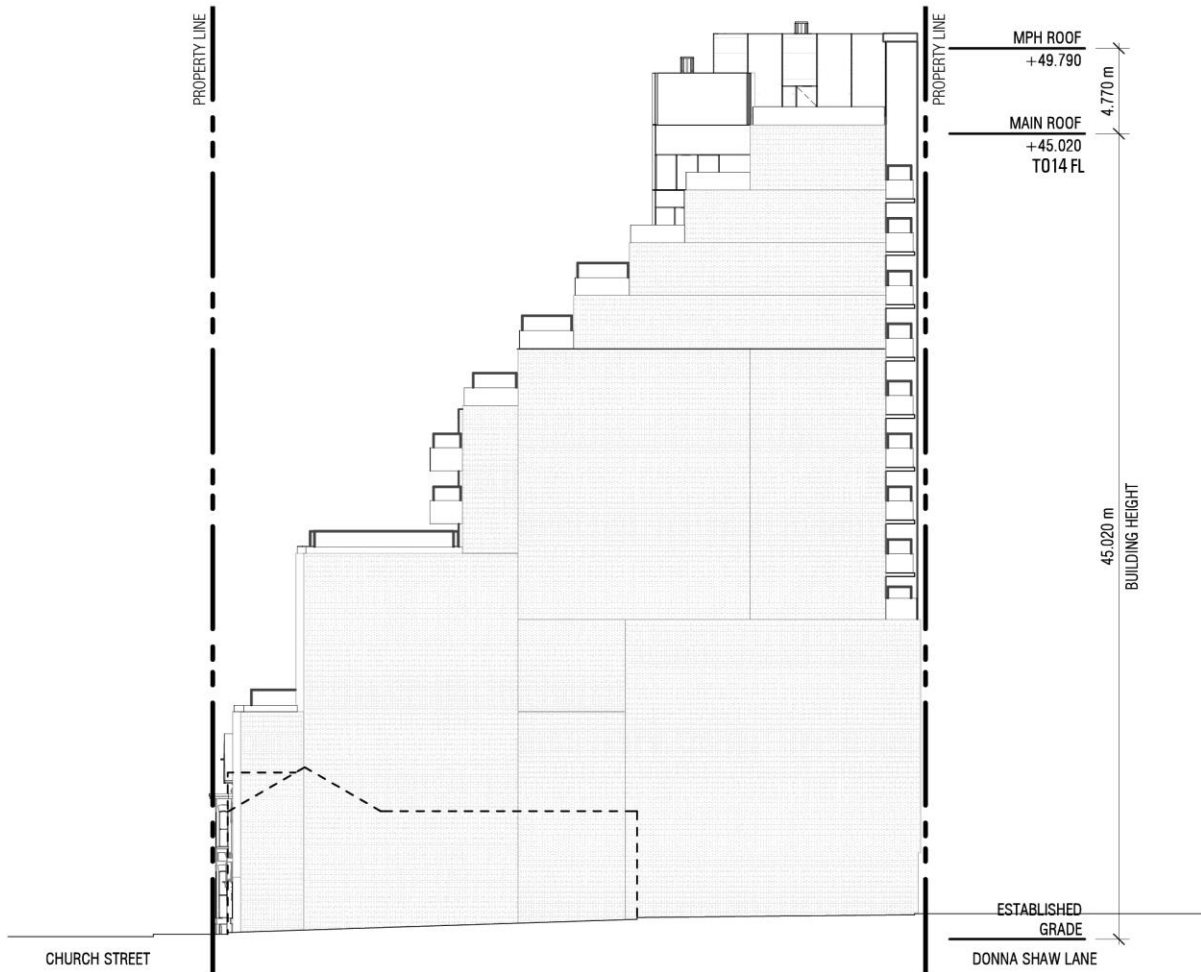 PROPERTY LINE
PROPERTY LINE
MPH ROOF
+49.790
4.770 m
MAIN ROOF
+45.020
T014 FL
45.020 m
BUILDING HEIGHT
ESTABLISHED
GRADE
CHURCH STREET
DONNA SHAW LANE